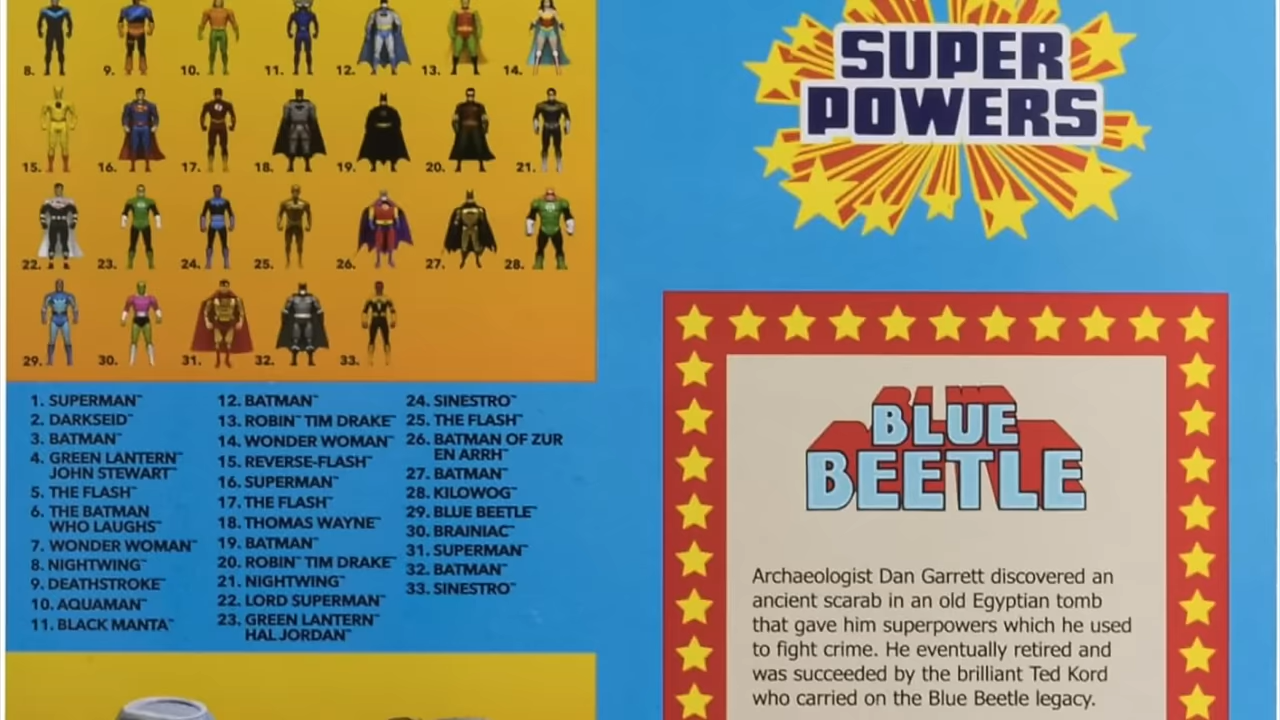 8. 9. 10. 11. 12. 13. 14.
15. 16. 17. 18. 19. 20. 21.
22. 23. 24. 25. 26. 27. 28.
29. 30. 31. 32. 33.
1. SUPERMAN™
2. DARKSEID™
3. BATMAN™
4. GREEN LANTERN™
JOHN STEWART™
5. THE FLASH™
6. THE BATMAN
WHO LAUGHS™
7. WONDER WOMAN™
8. NIGHTWING™
9. DEATHSTROKE™
10. AQUAMAN™
11. BLACK MANTA™
12. BATMAN™
13. ROBIN™ TIM DRAKE™
14. WONDER WOMAN™
15. REVERSE-FLASH™
16. SUPERMAN™
17. THE FLASH™
18. THOMAS WAYNE™
19. BATMAN™
20. ROBIN™ TIM DRAKE™
21. NIGHTWING™
22. LORD SUPERMAN™
23. GREEN LANTERN™
HAL JORDAN™
24. SINESTRO™
25. THE FLASH™
26. BATMAN OF ZUR
EN ARRH™
27. BATMAN™
28. KILOWOG™
29. BLUE BEETLE™
30. BRAINIAC™
31. SUPERMAN™
32. BATMAN™
33. SINESTRO™
SUPER
POWERS
BLUE
BEETLE
Archaeologist Dan Garrett discovered an
ancient scarab in an old Egyptian tomb
that gave him superpowers which he used
to fight crime. He eventually retired and
was succeeded by the brilliant Ted Kord
who carried on the Blue Beetle legacy.